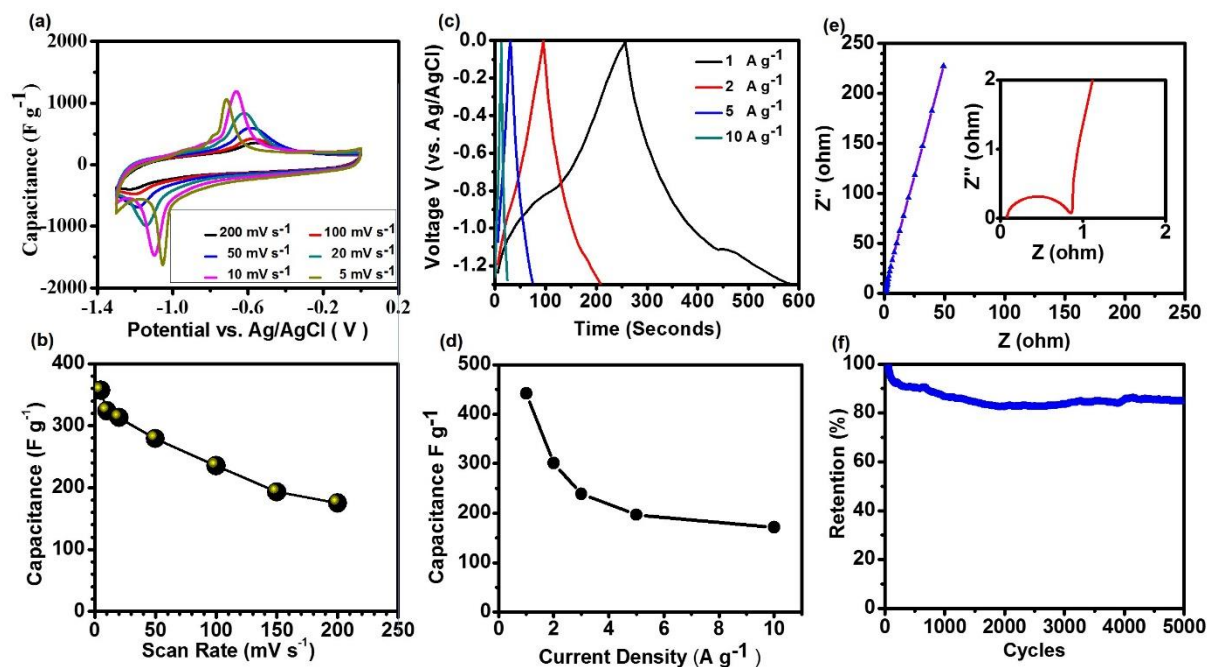 (a)
Capacitance (F g-1)
2000
1000
0
-1000
-2000
200 mV s-1 100 mV s-1
50 mV s-1 20 mV s-1
10 mV s-1 5 mV s-1
-1.4 -1.0 -0.6 -0.2 0.2
Potential vs. Ag/AgCl ( V )
(b)
Capacitance (F g-1)
400
300
200
100
0
0 50 100 150 200 250
Scan Rate (mV s-1)
(c)
Voltage V (vs. Ag/AgCl)
0.0
-0.4
-0.8
-1.2
1 A g-1
2 A g-1
5 A g-1
10 A g-1
0 100 200 300 400 500 600
Time (Seconds)
(d)
Capacitance F g-1
500
400
300
200
100
0
0 2 4 6 8 10
Current Density (A g-1)
(e)
Z" (ohm)
250
200
150
100
50
0
0 50 100 150 200 250
Z (ohm)
Z" (ohm)
2
1
0
0 1 2
Z (ohm)
(f)
Retention (%)
100
80
60
40
20
0
0 1000 2000 3000 4000 5000
Cycles